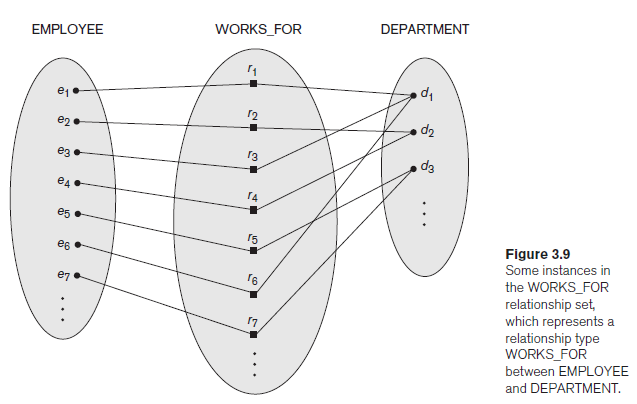 EMPLOYEE WORKS_FOR DEPARTMENT
e1 r1 d1
e2 r2 d2
e3 r3 d3
e4 r4
e5 r5
e6 r6
e7 r7
Figure 3.9
Some instances in
the WORKS_FOR
relationship set,
which represents a
relationship type
WORKS_FOR
between EMPLOYEE
and DEPARTMENT.